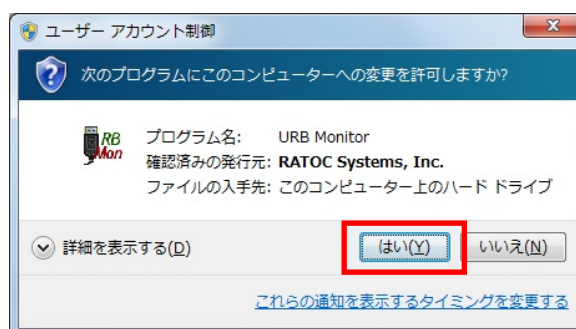 ユーザー アカウント制御
次のプログラムにこのコンピューターへの変更を許可しますか?
RB
Mon
プログラム名: URB Monitor
確認済みの発行元: RATOC Systems, Inc.
ファイルの入手先: このコンピューター上のハード ドライブ
詳細を表示する(D)
はい(Y)
いいえ(N)
これらの通知を表示するタイミングを変更する